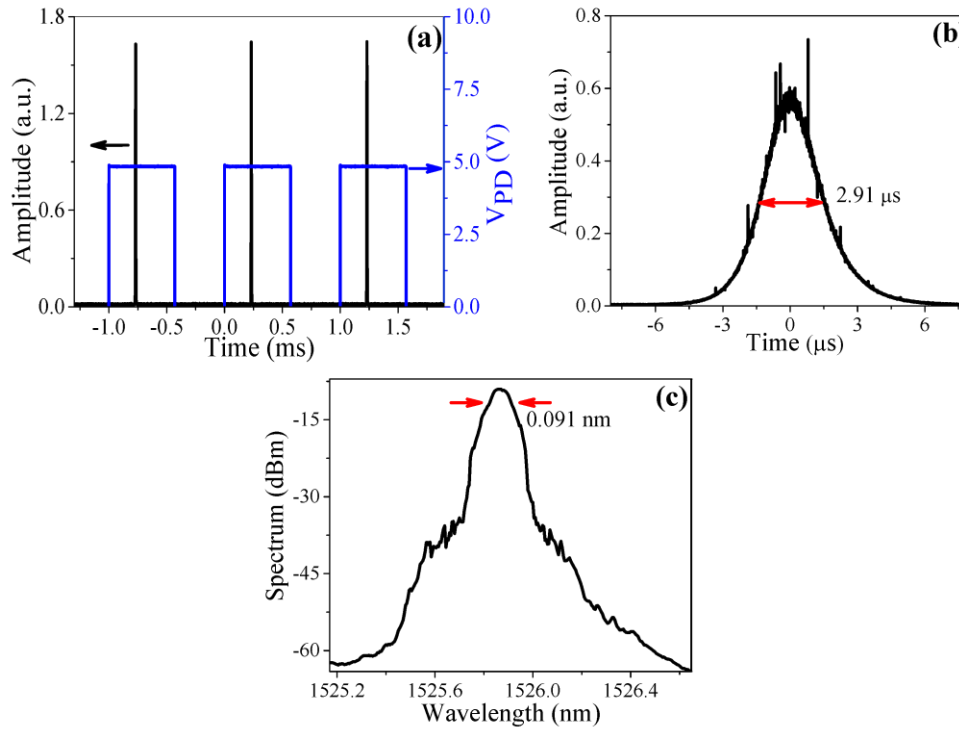 (a)
Amplitude (a.u.)
1.8
1.2
0.6
0.0
10.0
7.5
5.0
2.5
0.0
V_PD (V)
-1.0 -0.5 0.0 0.5 1.0 1.5
Time (ms)
(b)
Amplitude (a.u.)
0.8
0.6
0.4
0.2
0.0
2.91 μs
-6 -3 0 3 6
Time (μs)
(c)
Spectrum (dBm)
-15
-30
-45
-60
0.091 nm
1525.2 1525.6 1526.0 1526.4
Wavelength (nm)